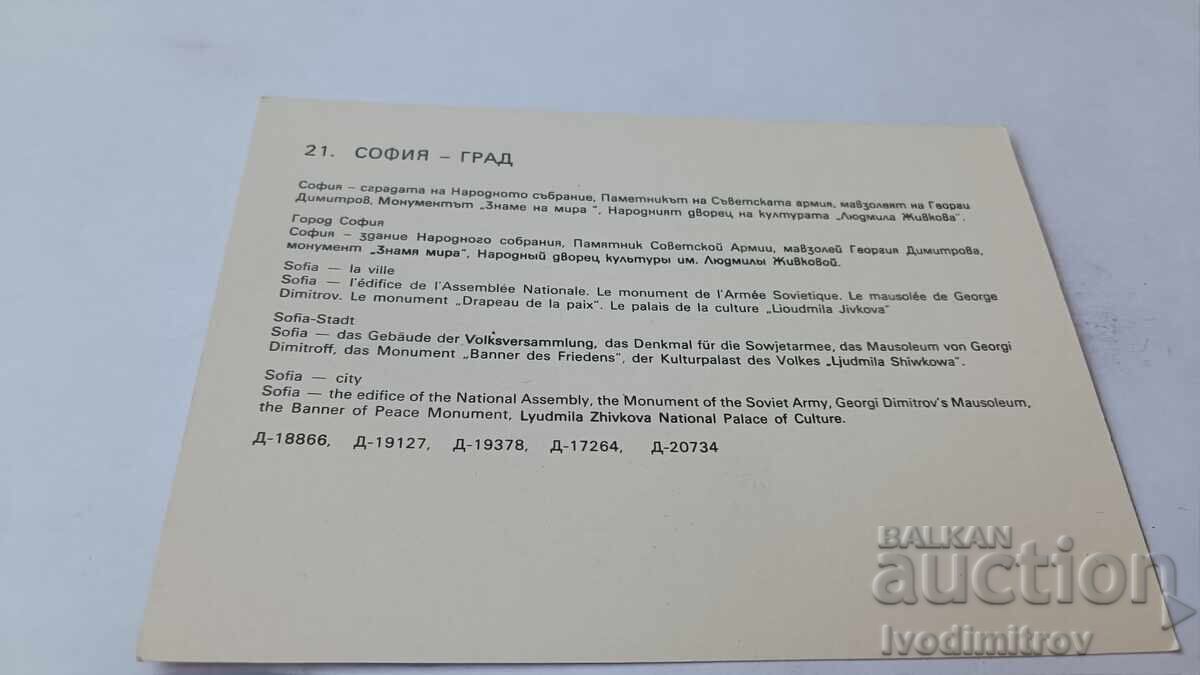 21. СОФИЯ – ГРАД
София – сградата на Народното събрание, Паметникът на Съветската армия, мавзолеят на Георги
Димитров, Монументът „Знаме на мира“, Народният дворец на културата „Людмила Живкова“.
Город София
София – здание Народного собрания, Памятник Советской Армии, мавзолей Георгия Димитрова,
монумент „Знамя мира“, Народный дворец культуры им. Людмилы Живковой.
Sofia — la ville
Sofia — l'édifice de l'Assemblée Nationale. Le monument de l'Armée Sovietique. Le mausolée de George
Dimitrov. Le monument „Drapeau de la paix“. Le palais de la culture „Lioudmila Jivkova“
Sofia-Stadt
Sofia — das Gebäude der Volksversammlung, das Denkmal für die Sowjetarmee, das Mausoleum von Georgi
Dimitroff, das Monument „Banner des Friedens“, der Kulturpalast des Volkes „Ljudmila Shiwkowa“.
Sofia — city
Sofia — the edifice of the National Assembly, the Monument of the Soviet Army, Georgi Dimitrov's Mausoleum,
the Banner of Peace Monument, Lyudmila Zhivkova National Palace of Culture.
Д-18866, Д-19127, Д-19378, Д-17264, Д-20734
BALKAN
auction
Ivodimitrov